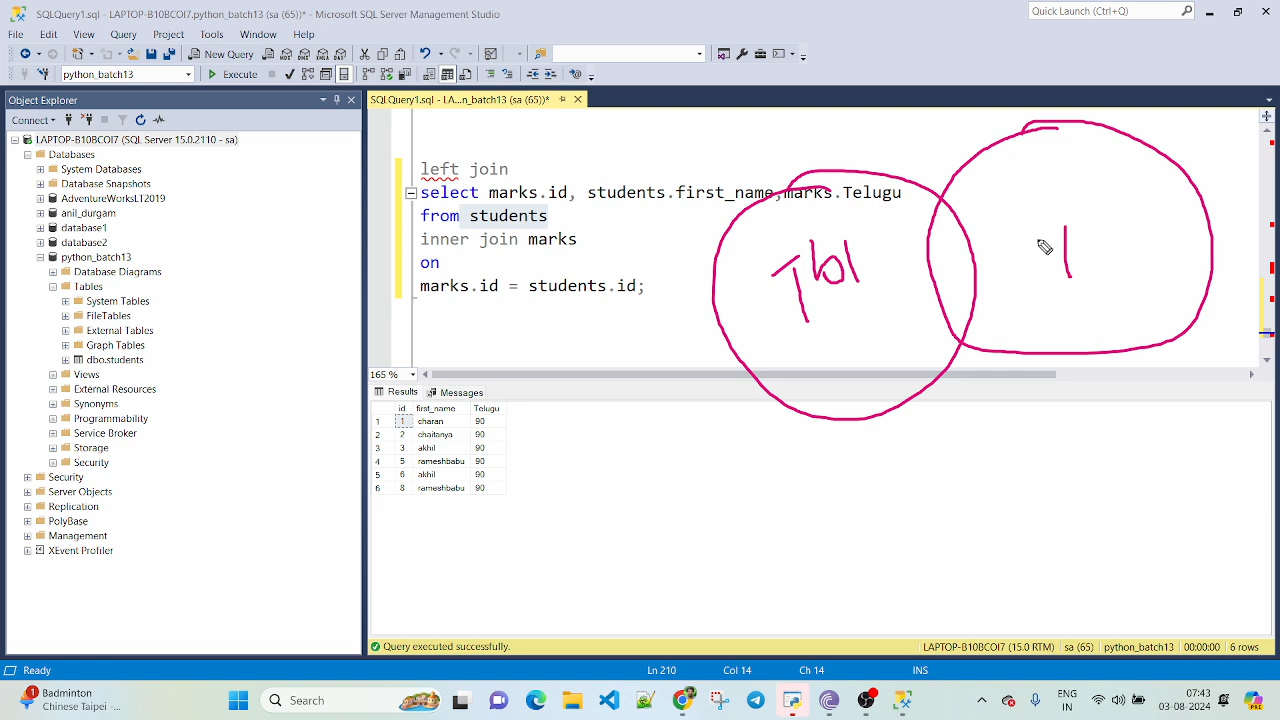 SQLQuery1.sql - LAPTOP-B10BCOI7.python_batch13 (sa (65))* - Microsoft SQL Server Management Studio
Quick Launch (Ctrl+Q)
File Edit View Query Project Tools Window Help
New Query
python_batch13 Execute
Object Explorer
SQLQuery1.sql - LA...n_batch13 (sa (65))*
Connect
LAPTOP-B10BCOI7 (SQL Server 15.0.2110 - sa)
Databases
System Databases
Database Snapshots
AdventureWorksLT2019
anil_durgam
database1
database2
python_batch13
Database Diagrams
Tables
System Tables
FileTables
External Tables
Graph Tables
dbo.students
Views
External Resources
Synonyms
Programmability
Service Broker
Storage
Security
Security
Server Objects
Replication
PolyBase
Management
XEvent Profiler
left join
select marks.id, students.first_name,marks.Telugu
from students
inner join marks
on
marks.id = students.id;
Tbl
165 %
Results Messages
id first_name Telugu
1 1 charan 90
2 2 chaitanya 90
3 3 akhil 90
4 5 rameshbabu 90
5 6 akhil 90
6 8 rameshbabu 90
Query executed successfully. LAPTOP-B10BCOI7 (15.0 RTM) sa (65) python_batch13 00:00:00 6 rows
Ready Ln 210 Col 14 Ch 14 INS
1 Badminton
Chinese Taipei -...
Search
ENG
IN
07:43
03-08-2024